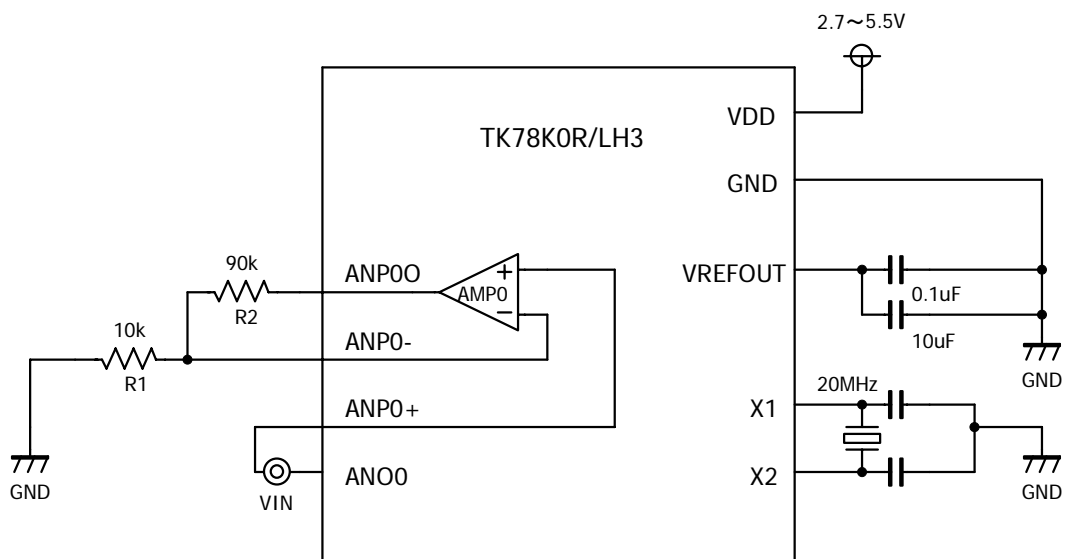 2.7～5.5V
TK78K0R/LH3
VDD
GND
VREFOUT
0.1uF
10uF
GND
90k
R2
ANP0O
AMP0
+
−
10k
R1
ANP0-
ANP0+
GND
VIN
ANO0
20MHz
X1
X2
GND